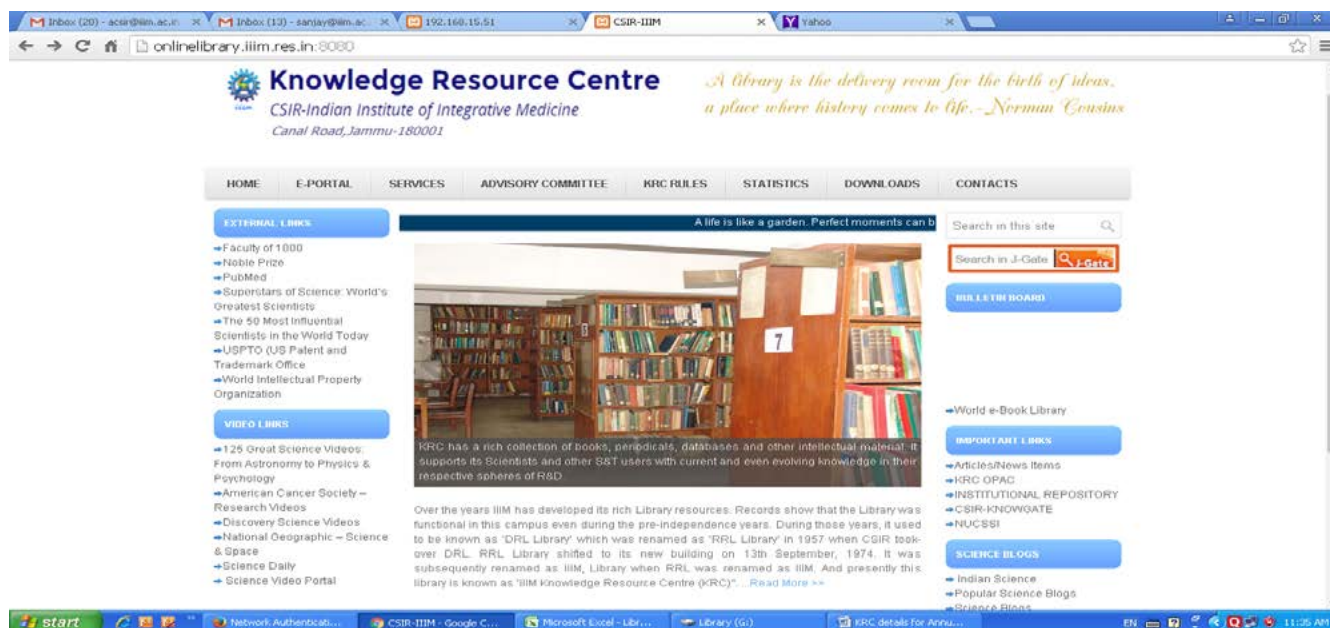 Inbox (20) - acsir@iiim.ac.in
Inbox (13) - sanjay@iiim.ac.
192.168.15.51
CSIR-IIIM
Yahoo
onlinelibrary.iiim.res.in:8080
Knowledge Resource Centre
CSIR-Indian Institute of Integrative Medicine
Canal Road,Jammu-180001
A library is the delivery room for the birth of ideas,
a place where history comes to life.-Norman Cousins
HOME E-PORTAL SERVICES ADVISORY COMMITTEE KRC RULES STATISTICS DOWNLOADS CONTACTS
EXTERNAL LINKS
Faculty of 1000
Noble Prize
PubMed
Superstars of Science: World's
Greatest Scientists
The 50 Most Influential
Scientists in the World Today
USPTO (US Patent and
Trademark Office
World Intellectual Property
Organization
VIDEO LINKS
125 Great Science Videos:
From Astronomy to Physics &
Psychology
American Cancer Society –
Research Videos
Discovery Science Videos
National Geographic – Science
& Space
Science Daily
Science Video Portal
A life is like a garden. Perfect moments can b
7
KRC has a rich collection of books, periodicals, databases and other intellectual material. It
supports its Scientists and other S&T users with current and even evolving knowledge in their
respective spheres of R&D
Over the years IIIM has developed its rich Library resources. Records show that the Library was
functional in this campus even during the pre-independence years. During those years, it used
to be known as 'DRL Library' which was renamed as 'RRL Library' in 1957 when CSIR took-
over DRL. RRL Library shifted to its new building on 13th September, 1974. It was
subsequently renamed as IIIM, Library when RRL was renamed as IIIM. And presently this
library is known as "IIIM Knowledge Resource Centre (KRC)". ...Read More >>
Search in this site
Search in J-Gate J-Gate
BULLETIN BOARD
World e-Book Library
IMPORTANT LINKS
Articles/News Items
KRC OPAC
INSTITUTIONAL REPOSITORY
CSIR-KNOWGATE
NUCSSI
SCIENCE BLOGS
Indian Science
Popular Science Blogs
Science Blogs
start
Network Authenticati...
CSIR-IIIM - Google C...
Microsoft Excel - Libr...
Library (G:)
KRC details for Annu...
EN
11:35 AM